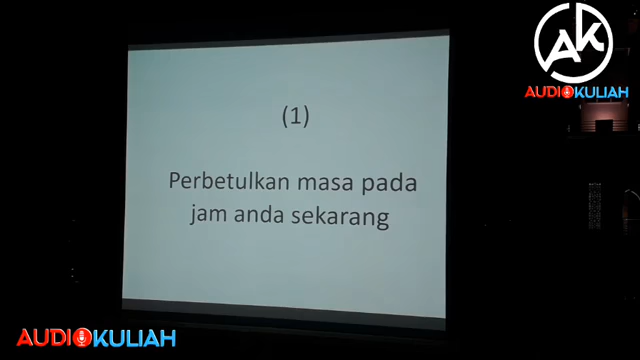 AK
AUDIOKULIAH
(1)
Perbetulkan masa pada
jam anda sekarang
AUDIOKULIAH